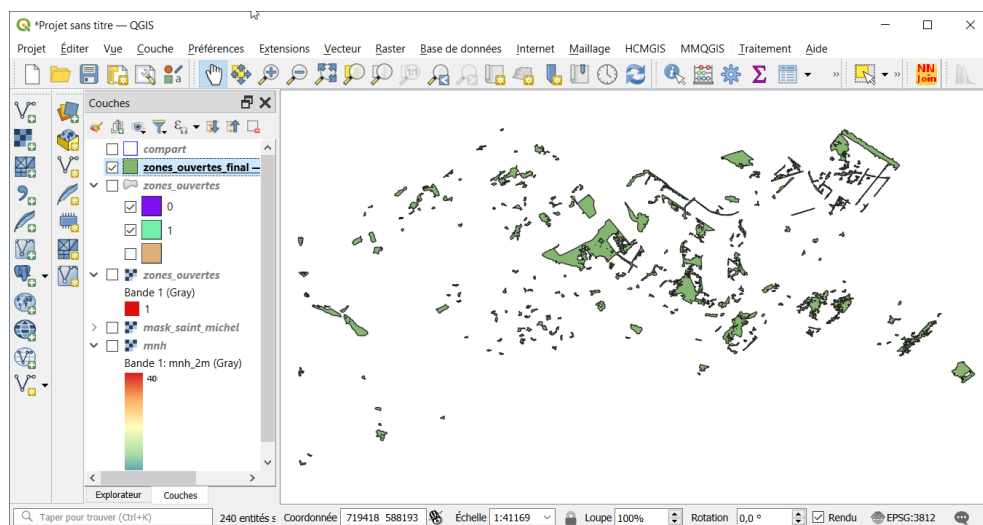 *Projet sans titre — QGIS
Projet Éditer Vue Couche Préférences Extensions Vecteur Raster Base de données Internet Maillage HCMGIS MMQGIS Traitement Aide
NN
join
Couches
compart
zones_ouvertes_final —
zones_ouvertes
0
1
zones_ouvertes
Bande 1 (Gray)
1
mask_saint_michel
mnh
Bande 1: mnh_2m (Gray)
40
Explorateur Couches
Taper pour trouver (Ctrl+K) 240 entités s Coordonnée 719418 588193 Échelle 1:41169 Loupe 100% Rotation 0,0 ° Rendu EPSG:3812